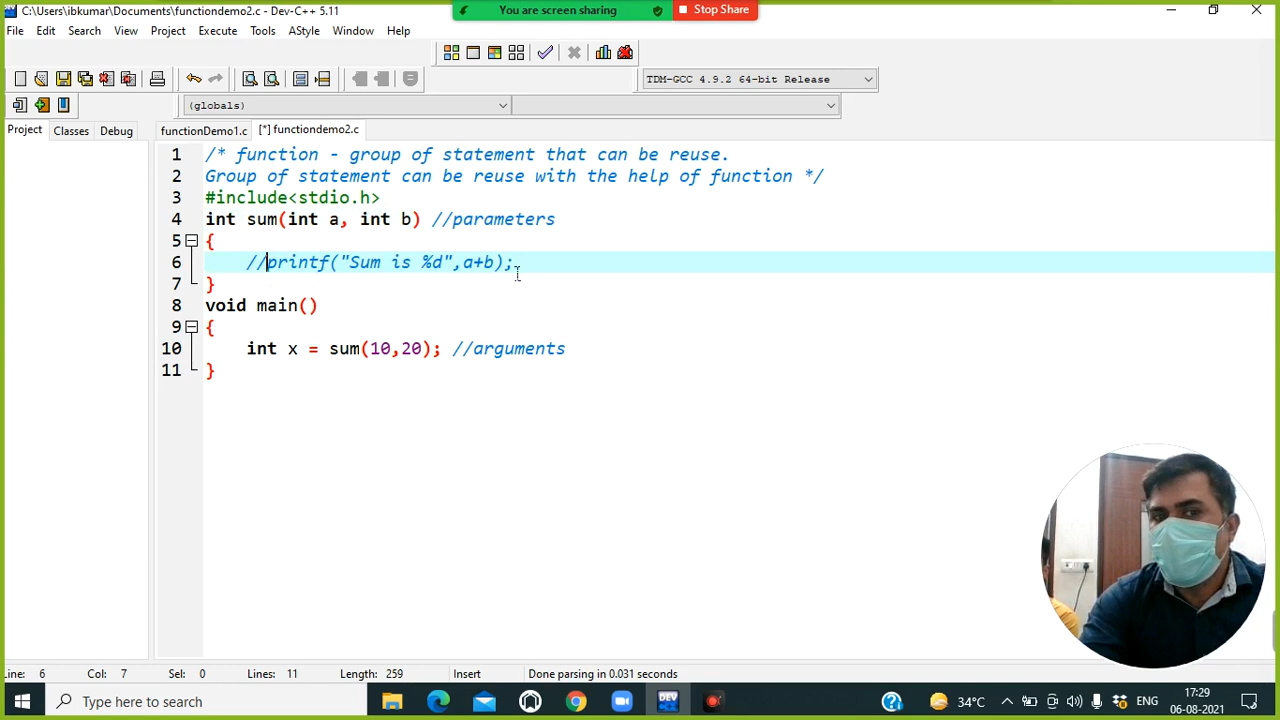 C:\Users\ibkumar\Documents\functiondemo2.c - Dev-C++ 5.11
You are screen sharing
Stop Share
File Edit Search View Project Execute Tools AStyle Window Help
TDM-GCC 4.9.2 64-bit Release
(globals)
Project Classes Debug
functionDemo1.c [*] functiondemo2.c
1 /* function - group of statement that can be reuse.
2 Group of statement can be reuse with the help of function */
3 #include<stdio.h>
4 int sum(int a, int b) //parameters
5 {
6 //printf("Sum is %d",a+b);
7 }
8 void main()
9 {
10 int x = sum(10,20); //arguments
11 }
Line: 6 Col: 7 Sel: 0 Lines: 11 Length: 259 Insert Done parsing in 0.031 seconds
Type here to search
DEV
34°C
ENG
17:29
06-08-2021